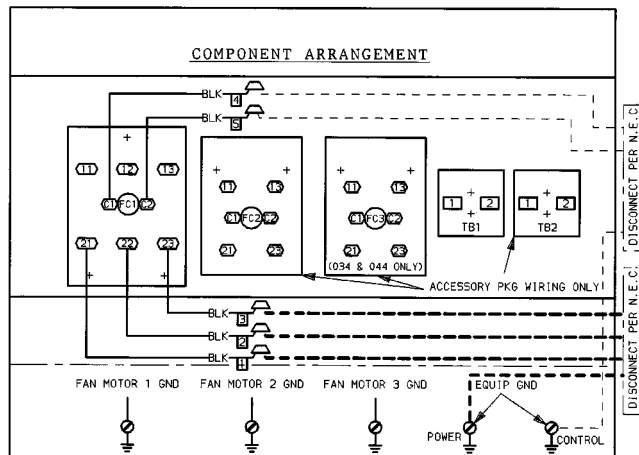 COMPONENT ARRANGEMENT
BLK 4
BLK 5
11 12 13
C1 FC1 C2
21 22 23
11 13
C1 FC2 C2
21 23
11 13
C1 FC3 C2
21 23
(034 & 044 ONLY)
1 2
TB1
1 2
TB2
ACCESSORY PKG WIRING ONLY
BLK 3
BLK 2
BLK 1
DISCONNECT PER N.E.C
DISCONNECT PER N.E.C
FAN MOTOR 1 GND
FAN MOTOR 2 GND
FAN MOTOR 3 GND
EQUIP GND
POWER
CONTROL